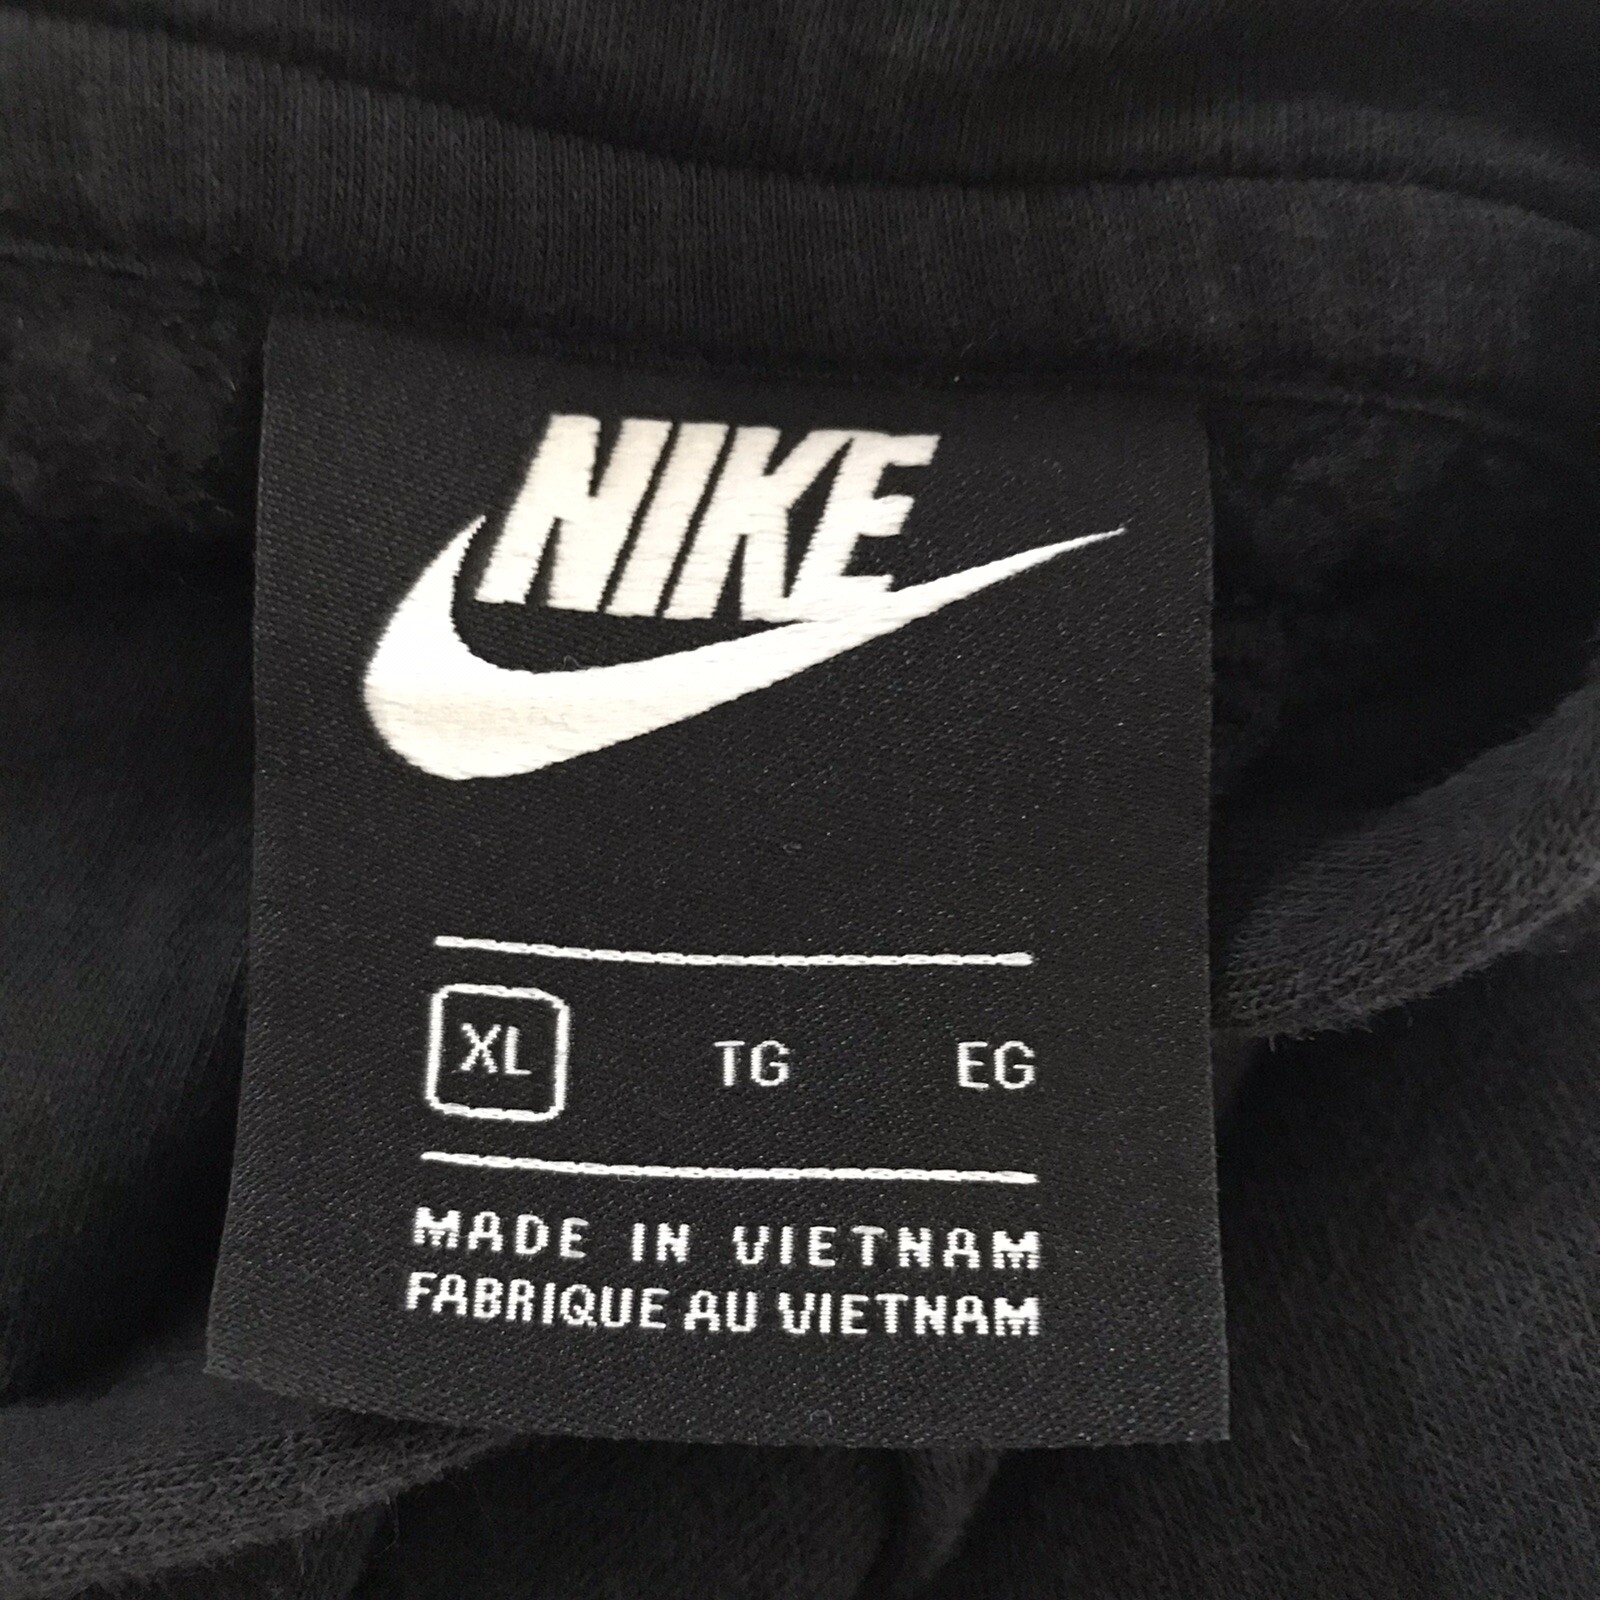 NIKE
XL TG EG
MADE IN VIETNAM
FABRIQUE AU VIETNAM